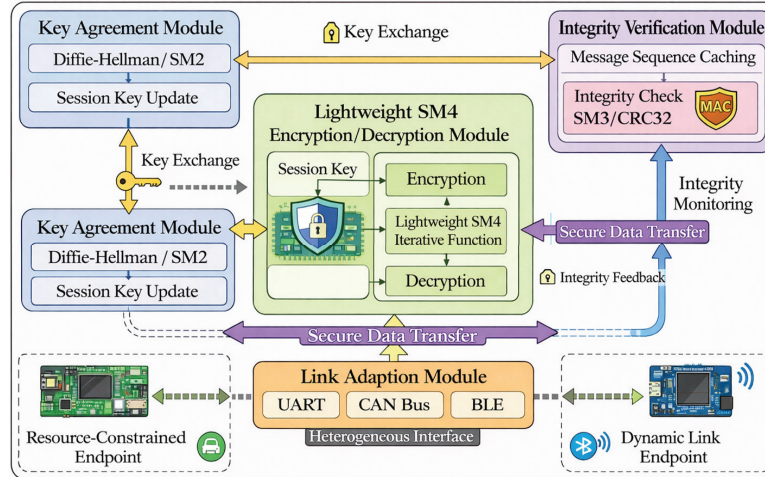 Key Agreement Module
Diffie-Hellman / SM2
Session Key Update
Key Exchange
Integrity Verification Module
Message Sequence Caching
Integrity Check
SM3/CRC32
MAC
Key Exchange
Lightweight SM4
Encryption/Decryption Module
Session Key
Encryption
Lightweight SM4
Iterative Function
Decryption
Integrity
Monitoring
Secure Data Transfer
Integrity Feedback
Key Agreement Module
Diffie-Hellman / SM2
Session Key Update
Secure Data Transfer
Link Adaption Module
UART
CAN Bus
BLE
Heterogeneous Interface
Resource-Constrained
Endpoint
Dynamic Link
Endpoint